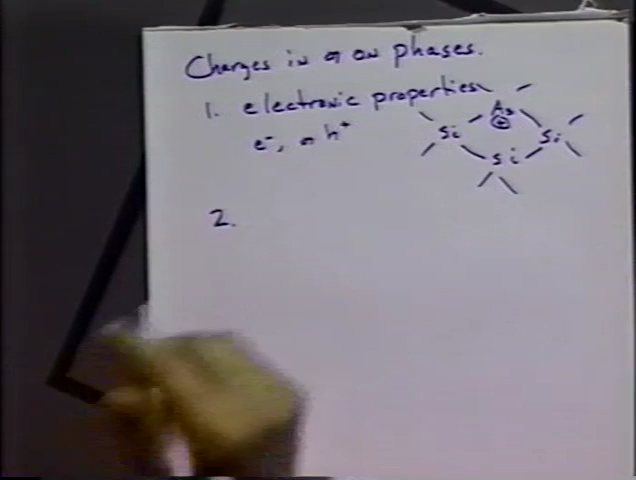 Charges in or on phases.
1. electronic properties
e⁻, or h⁺
As
⊕
Si Si
Si
2.